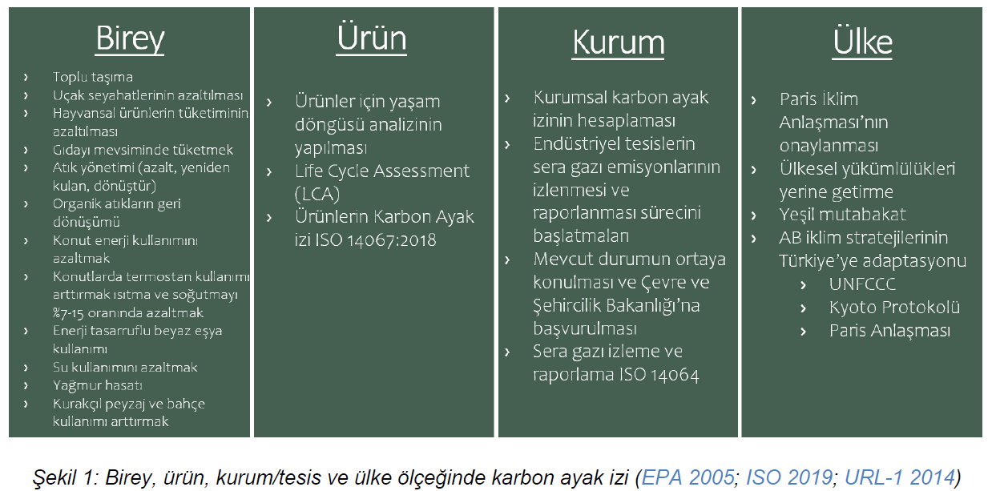 Birey
› Toplu taşıma
› Uçak seyahatlerinin azaltılması
› Hayvansal ürünlerin tüketiminin
azaltılması
› Gıdayı mevsiminde tüketmek
› Atık yönetimi (azalt, yeniden
kulan, dönüştür)
› Organik atıkların geri
dönüşümü
› Konut enerji kullanımını
azaltmak
› Konutlarda termostan kullanımı
arttırmak ısıtma ve soğutmayı
%7-15 oranında azaltmak
› Enerji tasarruflu beyaz eşya
kullanımı
› Su kullanımını azaltmak
› Yağmur hasatı
› Kurakçıl peyzaj ve bahçe
kullanımı arttırmak
Ürün
› Ürünler için yaşam
döngüsü analizinin
yapılması
› Life Cycle Assessment
(LCA)
› Ürünlerin Karbon Ayak
izi ISO 14067:2018
Kurum
› Kurumsal karbon ayak
izinin hesaplaması
› Endüstriyel tesislerin
sera gazı emisyonlarının
izlenmesi ve
raporlanması sürecini
başlatmaları
› Mevcut durumun ortaya
konulması ve Çevre ve
Şehircilik Bakanlığı’na
başvurulması
› Sera gazı izleme ve
raporlama ISO 14064
Ülke
› Paris İklim
Anlaşması’nın
onaylanması
› Ülkesel yükümlülükleri
yerine getirme
› Yeşil mutabakat
› AB iklim stratejilerinin
Türkiye’ye adaptasyonu
› UNFCCC
› Kyoto Protokolü
› Paris Anlaşması
Şekil 1: Birey, ürün, kurum/tesis ve ülke ölçeğinde karbon ayak izi (EPA 2005; ISO 2019; URL-1 2014)